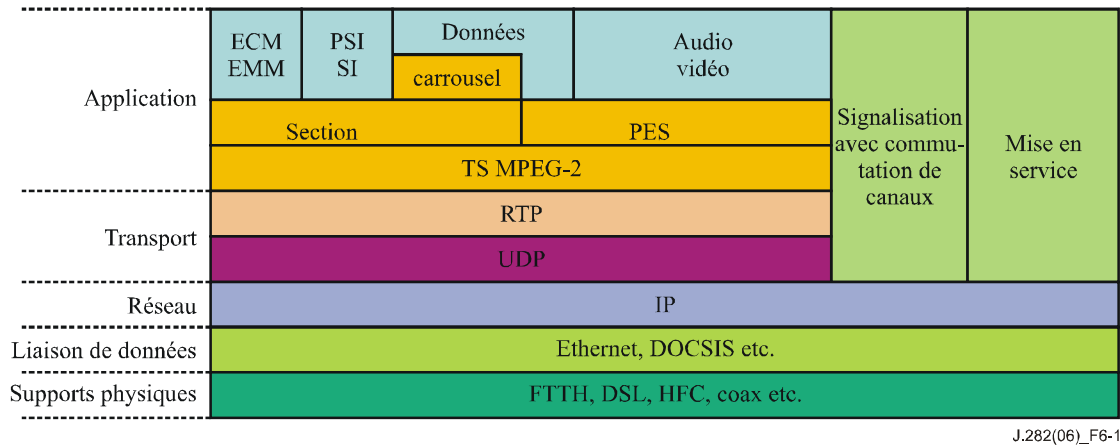 ECM
EMM
PSI
SI
Données
carrousel
Audio
vidéo
Application
Section
PES
TS MPEG-2
Signalisation
avec commu-
tation de
canaux
Mise en
service
Transport
RTP
UDP
Réseau
IP
Liaison de données
Ethernet, DOCSIS etc.
Supports physiques
FTTH, DSL, HFC, coax etc.
J.282(06)_F6-1